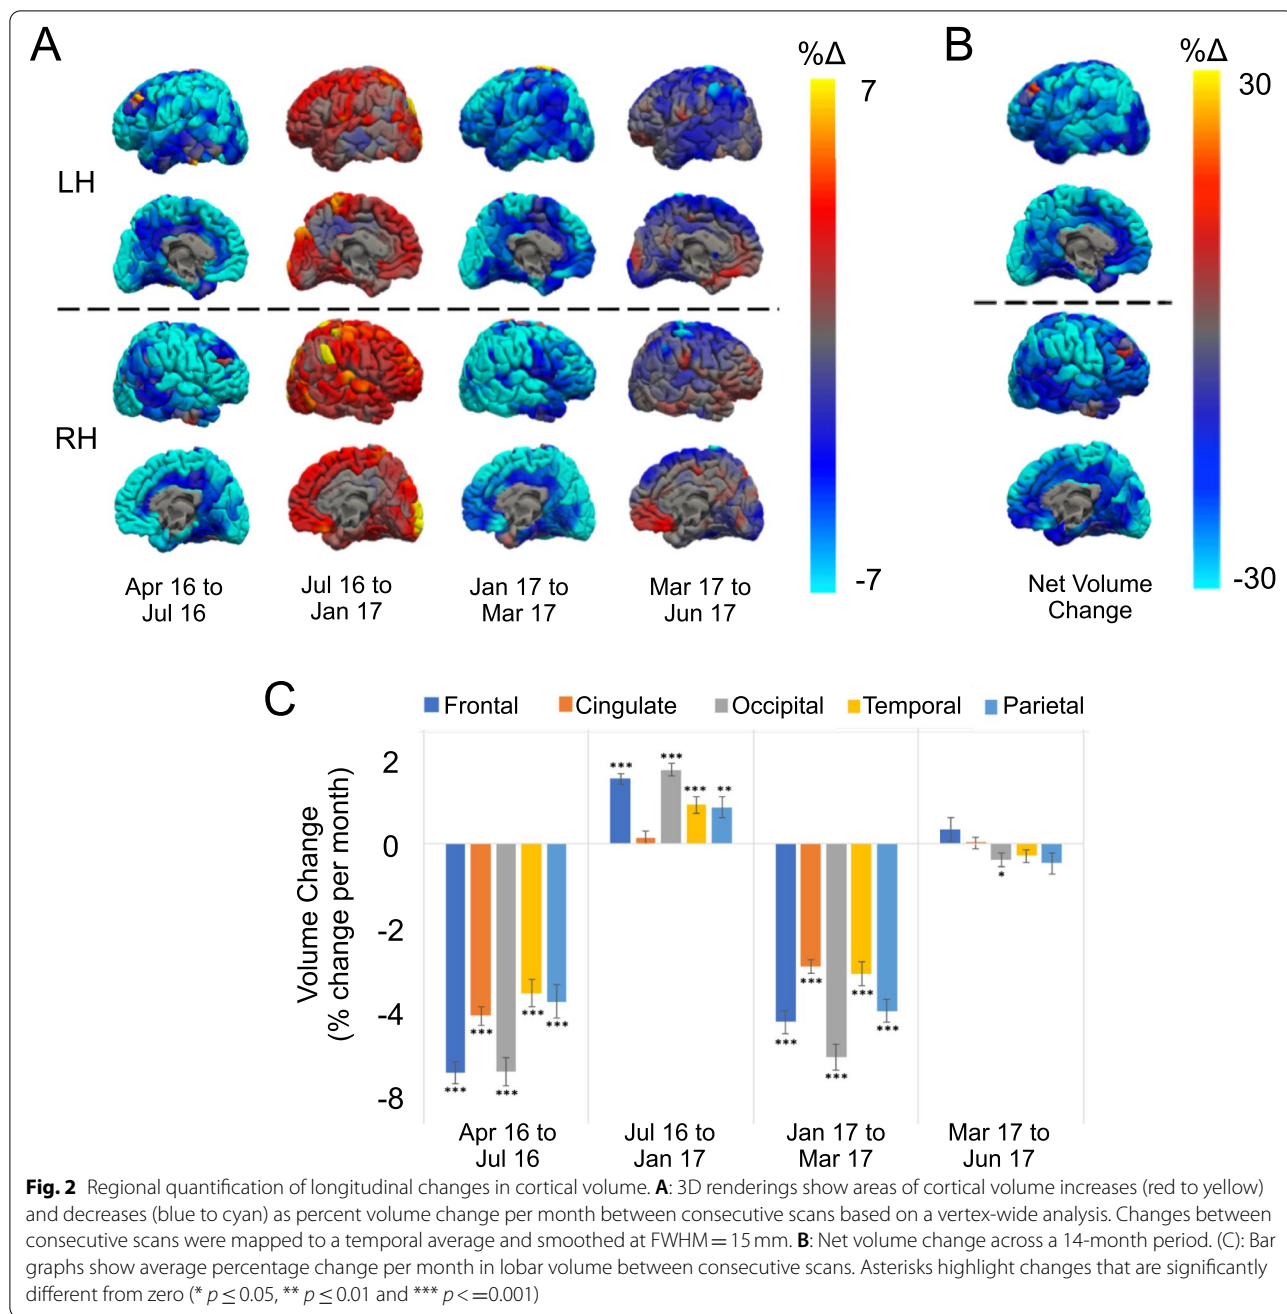 A
B
%Δ
7
%Δ
30
LH
RH
-7
-30
Apr 16 to
Jul 16
Jul 16 to
Jan 17
Jan 17 to
Mar 17
Mar 17 to
Jun 17
Net Volume
Change
C
Frontal Cingulate Occipital Temporal Parietal
Volume Change
(% change per month)
2
0
-2
-4
-8
*** *** *** **
*
*** *** *** *** ***
*** *** *** *** ***
Apr 16 to
Jul 16
Jul 16 to
Jan 17
Jan 17 to
Mar 17
Mar 17 to
Jun 17
Fig. 2 Regional quantification of longitudinal changes in cortical volume. A: 3D renderings show areas of cortical volume increases (red to yellow)
and decreases (blue to cyan) as percent volume change per month between consecutive scans based on a vertex-wide analysis. Changes between
consecutive scans were mapped to a temporal average and smoothed at FWHM = 15 mm. B: Net volume change across a 14-month period. (C): Bar
graphs show average percentage change per month in lobar volume between consecutive scans. Asterisks highlight changes that are significantly
different from zero (* p ≤ 0.05, ** p ≤ 0.01 and *** p < =0.001)